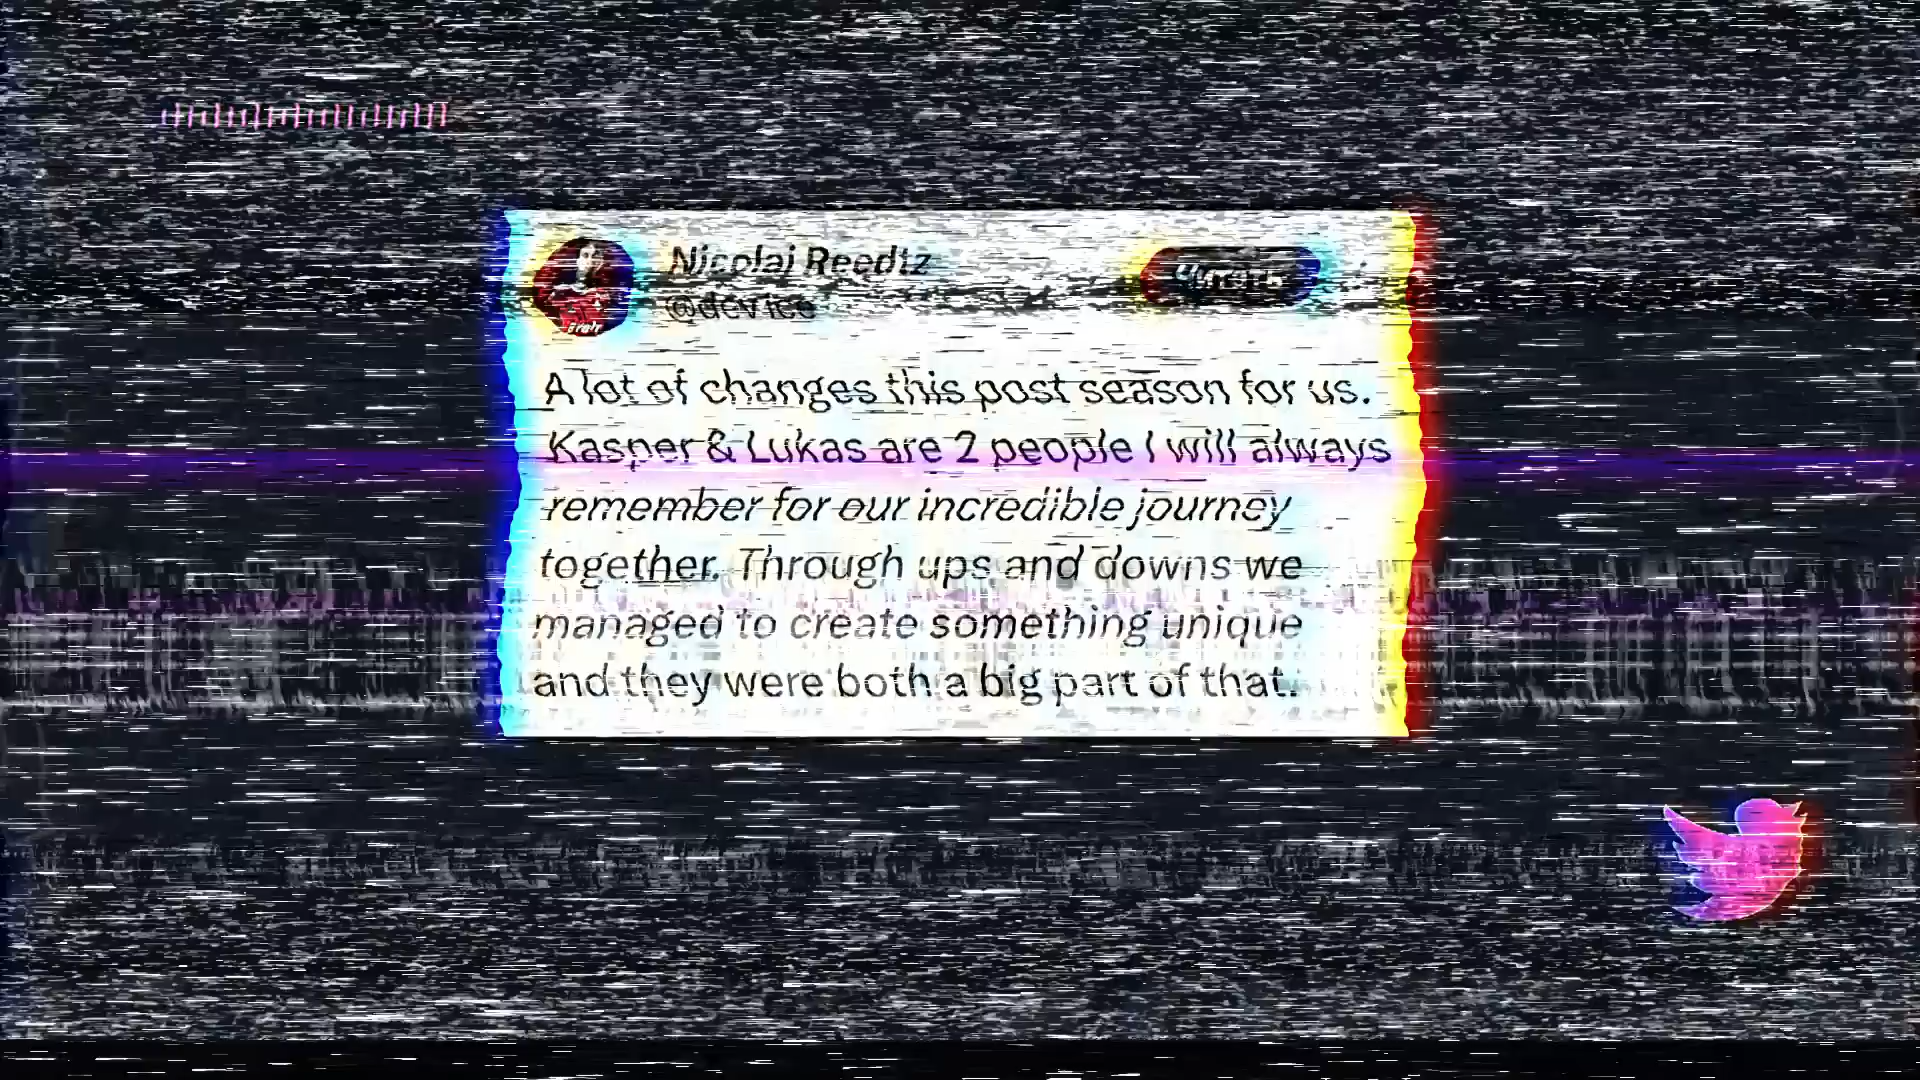 Nicolai Reedtz
@device
A lot of changes this post season for us.
Kasper & Lukas are 2 people I will always
remember for our incredible journey
together. Through ups and downs we
managed to create something unique
and they were both a big part of that.